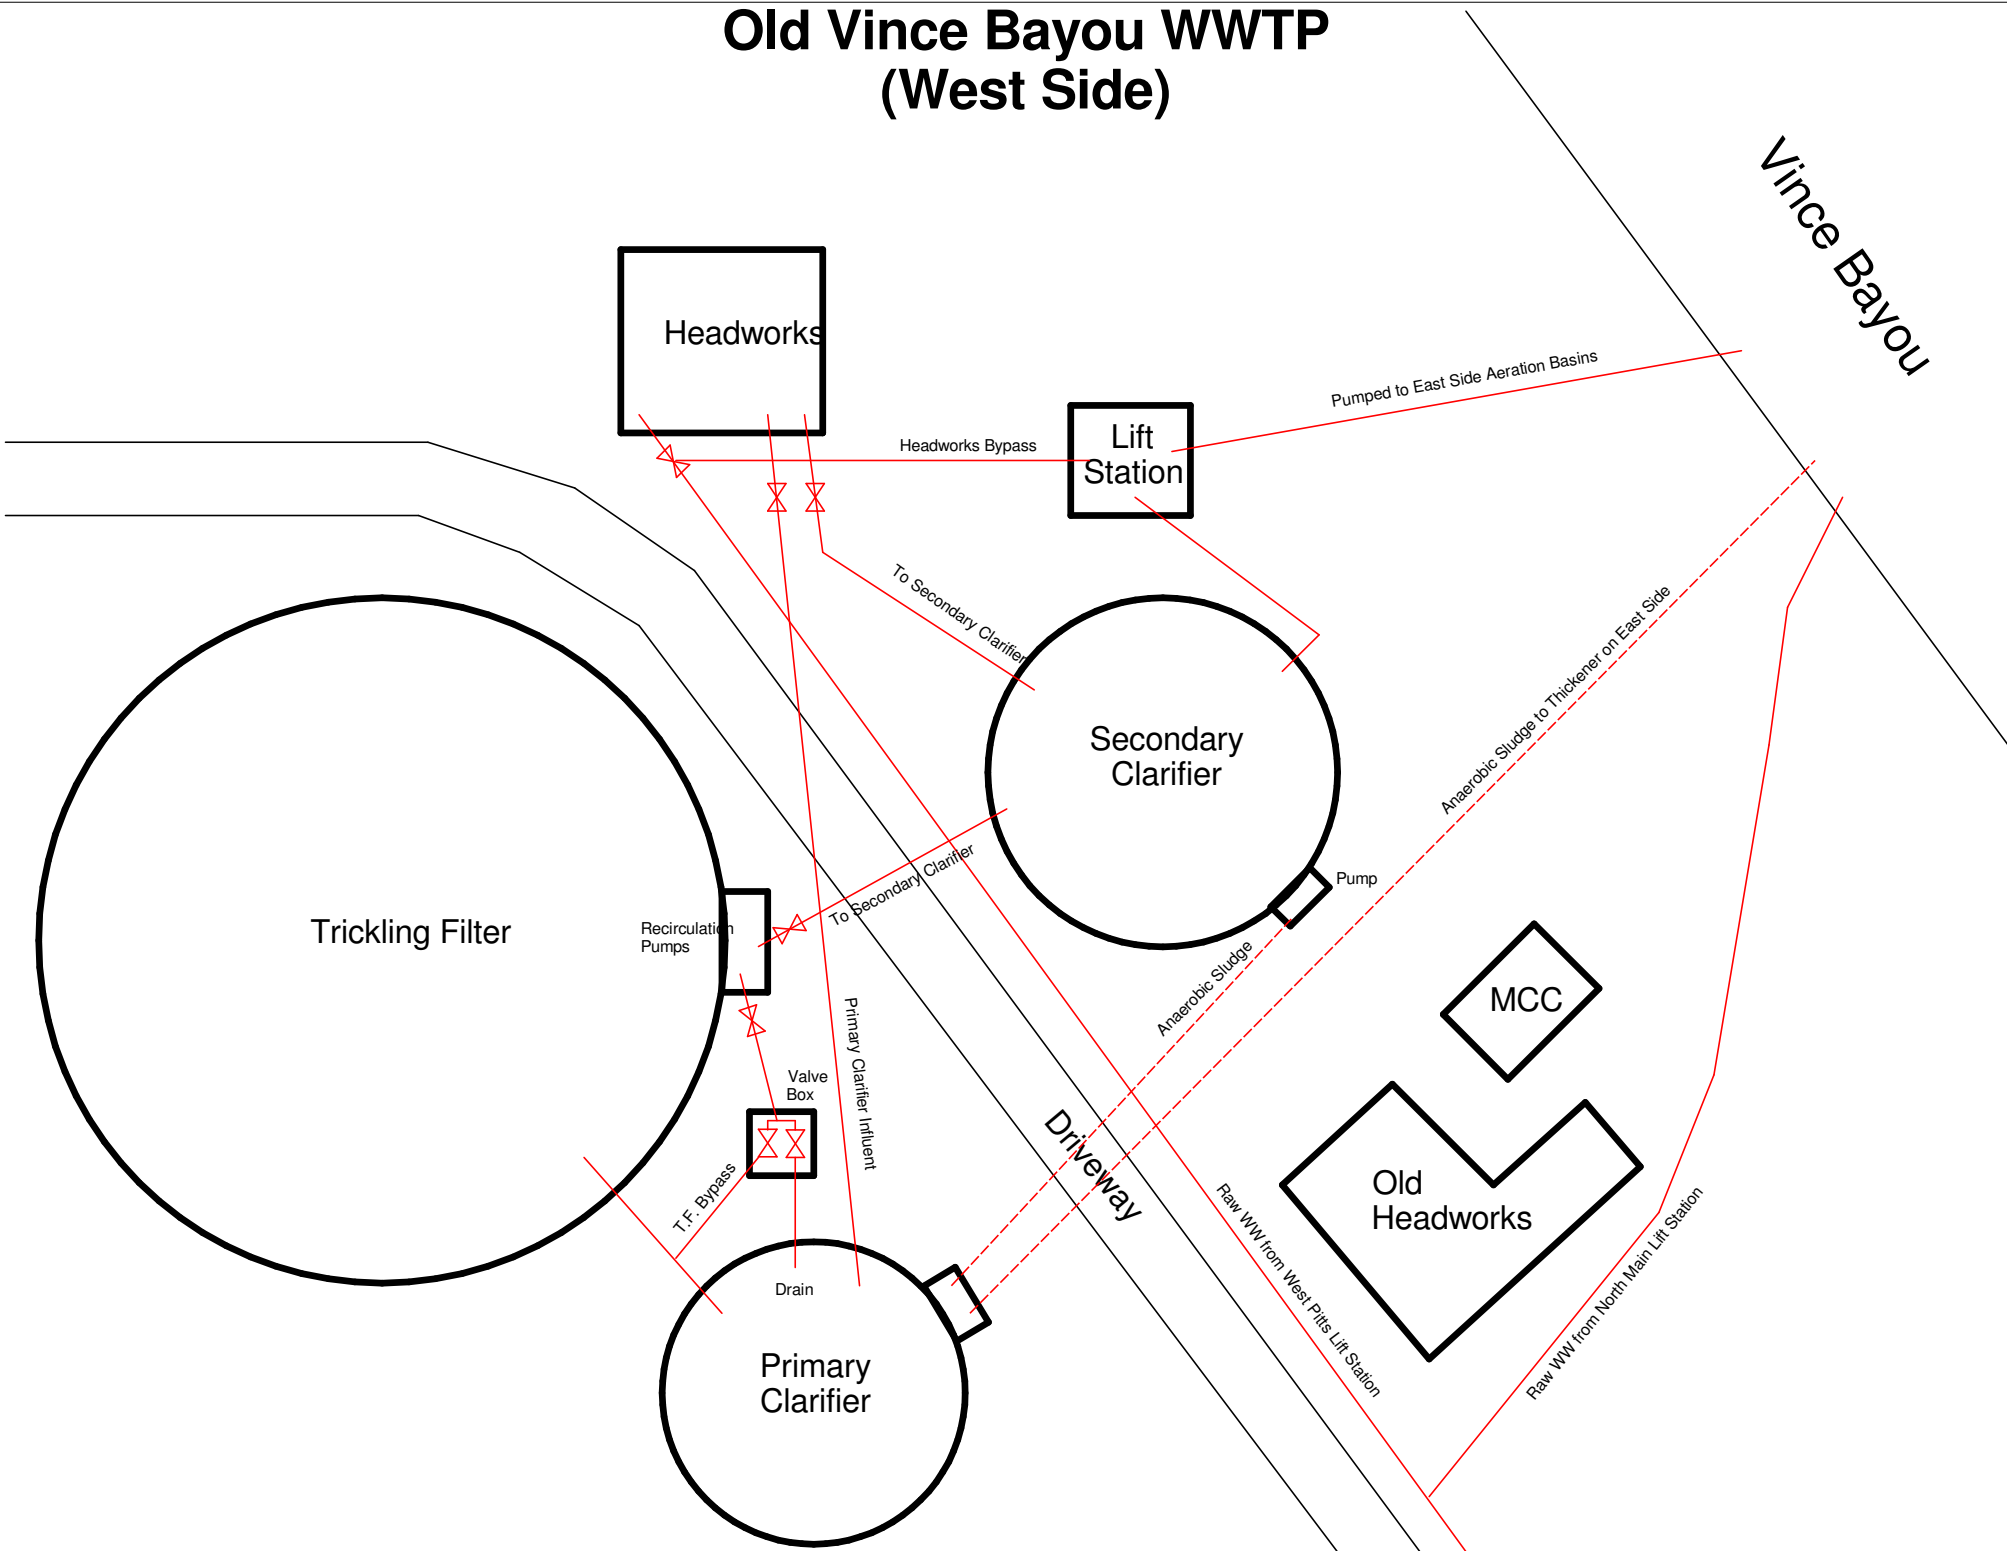 Old Vince Bayou WWTP
(West Side)
Vince Bayou
Headworks
Pumped to East Side Aeration Basins
Headworks Bypass
Lift
Station
To Secondary Clarifier
Anaerobic Sludge to Thickener on East Side
Secondary
Clarifier
To Secondary Clarifier
Pump
Trickling Filter
Recirculation
Pumps
Anaerobic Sludge
MCC
Primary Clarifier Influent
Valve
Box
Driveway
T.F. Bypass
Old
Headworks
Raw WW from West Pitts Lift Station
Raw WW from North Main Lift Station
Drain
Primary
Clarifier